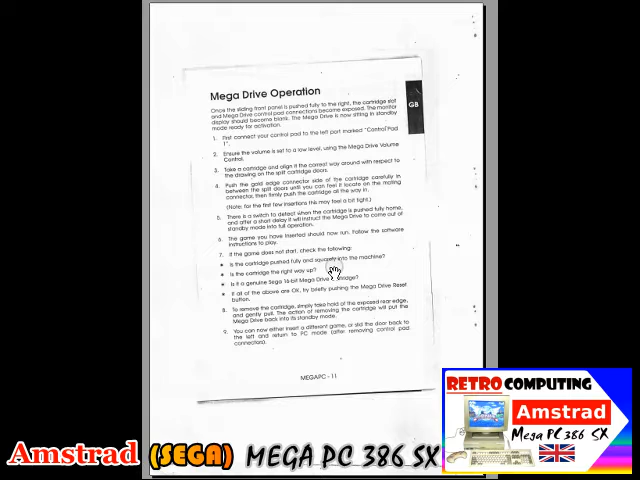 Mega Drive Operation
GB
Once the sliding front panel is pushed fully to the right, the cartridge slot
and Mega Drive control pad connections become exposed. The monitor
display should become blank. The Mega Drive is now sitting in standby
mode ready for activation.
1. First connect your control pad to the left port marked "Control Pad
1".
2. Ensure the volume is set to a low level, using the Mega Drive Volume
Control.
3. Take a cartridge and align it the correct way around with respect to
the drawing on the split cartridge doors.
4. Push the gold edge connector side of the cartridge carefully in
between the split doors until you can feel it locate on the mating
connector, then firmly push the cartridge all the way in.
(Note: for the first few insertions this may feel a bit tight.)
5. There is a switch to detect when the cartridge is pushed fully home,
and after a short delay it will instruct the Mega Drive to come out of
standby mode into full operation.
6. The game you have inserted should now run. Follow the software
instructions to play.
7. If the game does not start, check the following:
* Is the cartridge pushed fully and squarely into the machine?
* Is the cartridge the right way up?
* Is it a genuine Sega 16-bit Mega Drive cartridge?
* If all of the above are OK, try briefly pushing the Mega Drive Reset
button.
8. To remove the cartridge, simply take hold of the exposed rear edge,
and gently pull. The action of removing the cartridge will put the
Mega Drive back into its standby mode.
9. You can now either insert a different game, or slid the door back to
the left and return to PC mode (after removing control pad
connectors).
MEGAPC - 11
RETRO COMPUTING
Amstrad
Mega PC 386 SX
Amstrad (SEGA) MEGA PC 386 SX